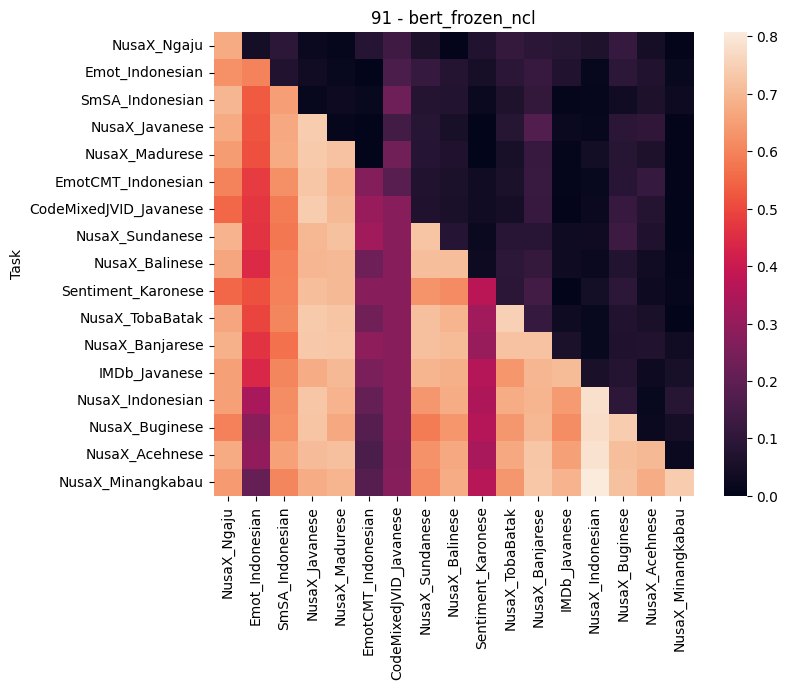 91 - bert_frozen_ncl
Task
NusaX_Ngaju
Emot_Indonesian
SmSA_Indonesian
NusaX_Javanese
NusaX_Madurese
EmotCMT_Indonesian
CodeMixedJVID_Javanese
NusaX_Sundanese
NusaX_Balinese
Sentiment_Karonese
NusaX_TobaBatak
NusaX_Banjarese
IMDb_Javanese
NusaX_Indonesian
NusaX_Buginese
NusaX_Acehnese
NusaX_Minangkabau
NusaX_Ngaju
Emot_Indonesian
SmSA_Indonesian
NusaX_Javanese
NusaX_Madurese
EmotCMT_Indonesian
CodeMixedJVID_Javanese
NusaX_Sundanese
NusaX_Balinese
Sentiment_Karonese
NusaX_TobaBatak
NusaX_Banjarese
IMDb_Javanese
NusaX_Indonesian
NusaX_Buginese
NusaX_Acehnese
NusaX_Minangkabau
0.8
0.7
0.6
0.5
0.4
0.3
0.2
0.1
0.0